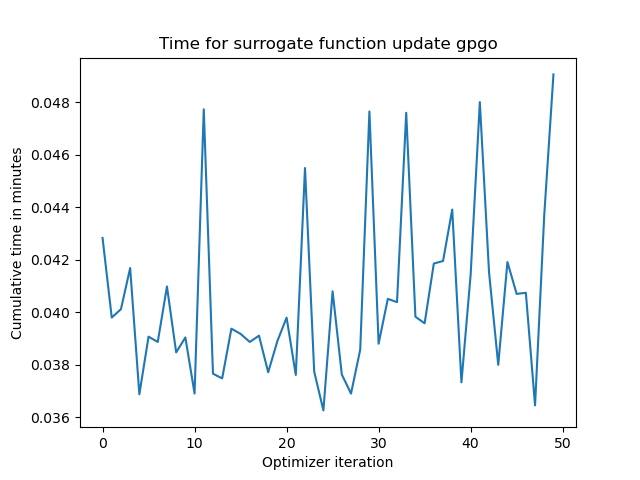 Time for surrogate function update gpgo
Cumulative time in minutes
0.048
0.046
0.044
0.042
0.040
0.038
0.036
0 10 20 30 40 50
Optimizer iteration